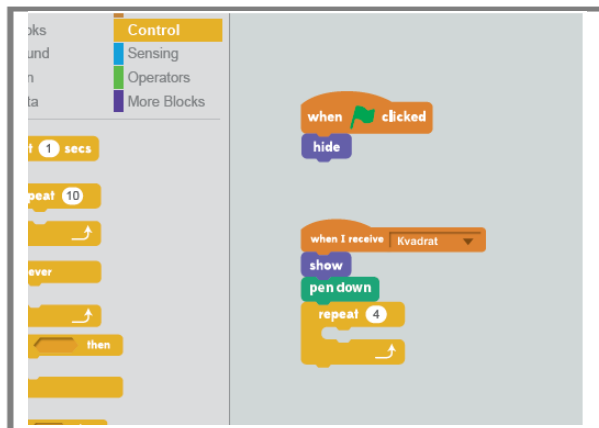 Control
Sensing
Operators
More Blocks
1 secs
10
then
when clicked
hide
when I receive Kvadrat
show
pen down
repeat 4